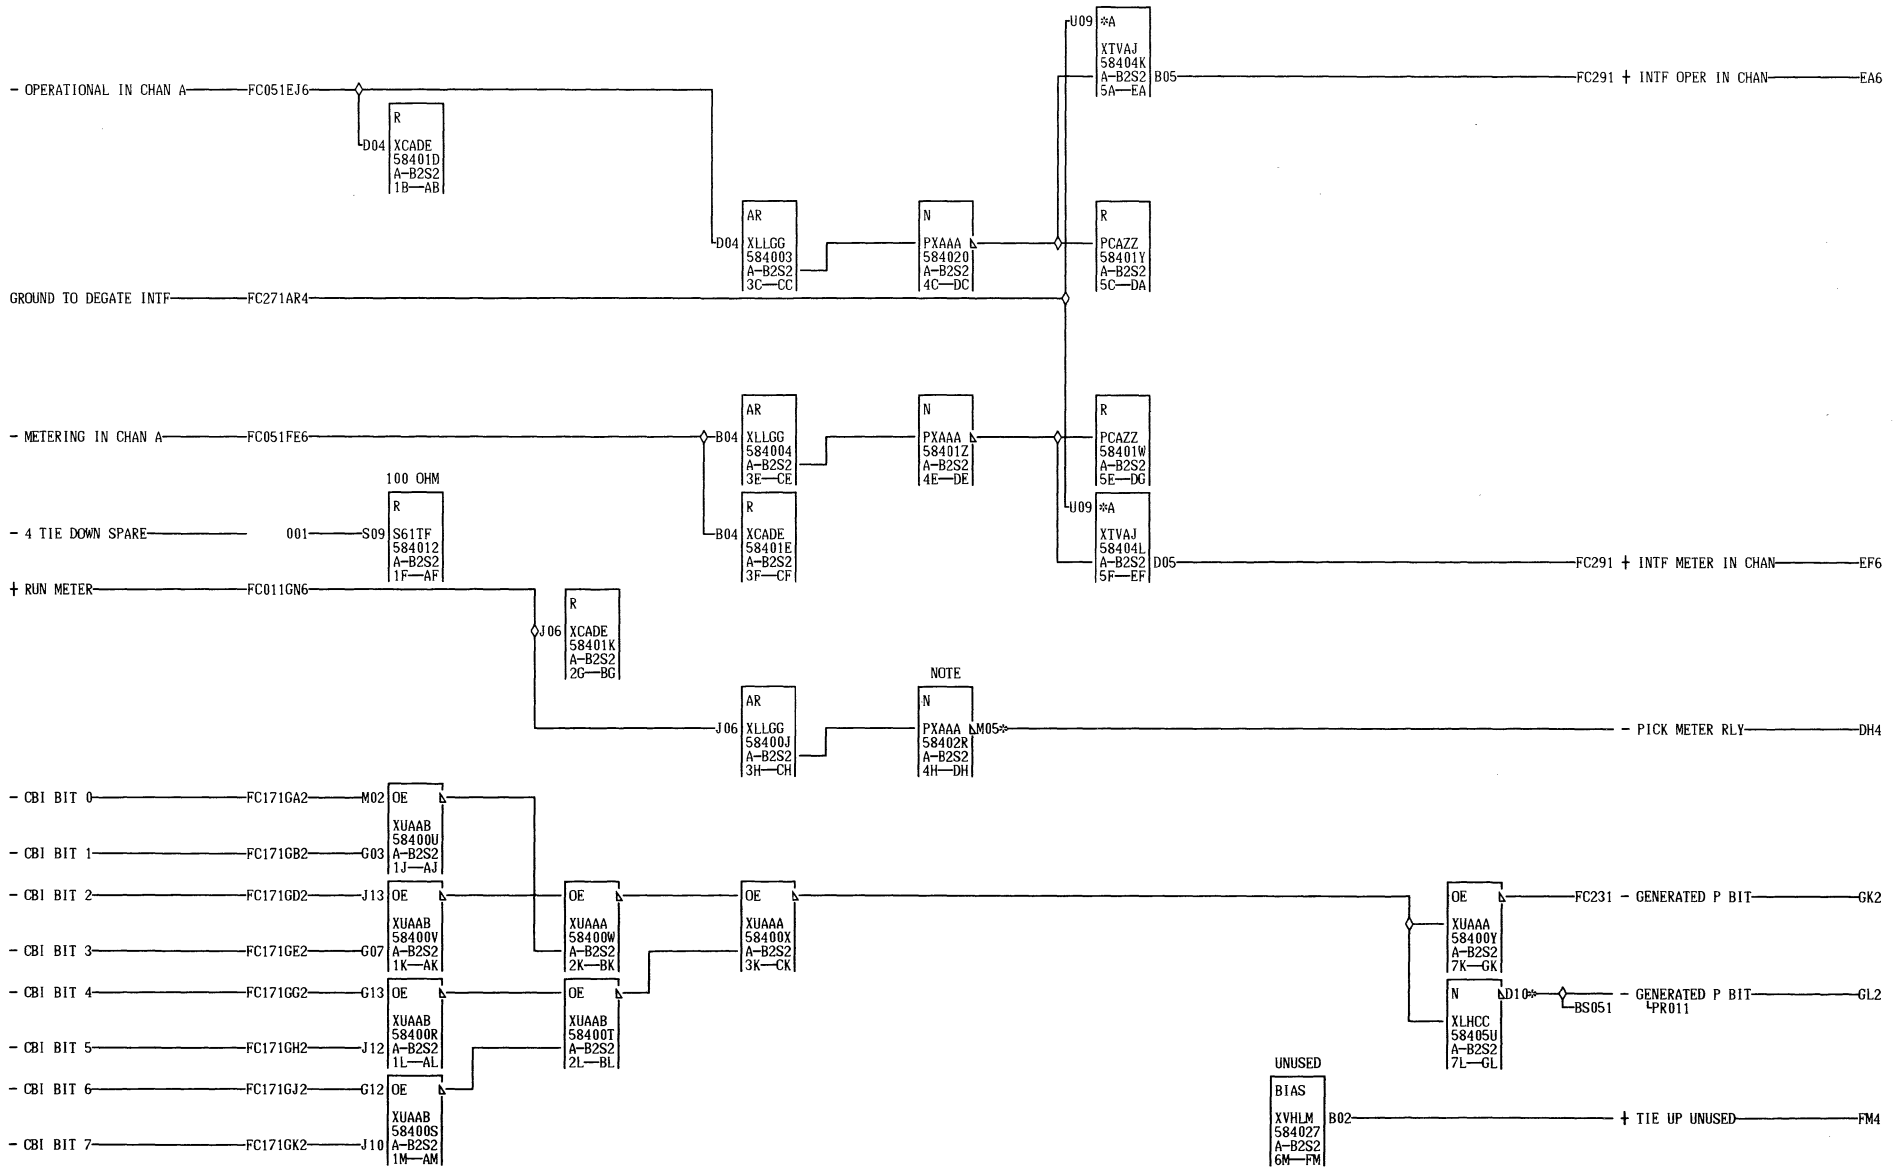 U09 *A
XTVAJ
58404K
A-B2S2 B05 FC291 + INTF OPER IN CHAN EA6
5A—EA
- OPERATIONAL IN CHAN A FC051EJ6
R
D04 XCADE
58401D
A-B2S2
1B—AB
AR
D04 XLLGG
584003
A-B2S2
3C—CC
N
PXAAA
584020
A-B2S2
4C—DC
R
PCAZZ
58401Y
A-B2S2
5C—DA
GROUND TO DEGATE INTF FC271AR4
- METERING IN CHAN A FC051FE6
AR
B04 XLLGG
584004
A-B2S2
3E—CE
N
PXAAA
58401Z
A-B2S2
4E—DE
R
PCAZZ
58401W
A-B2S2
5E—DG
100 OHM
- 4 TIE DOWN SPARE 001 S09
R
S61TF
584012
A-B2S2
1F—AF
R
B04 XCADE
58401E
A-B2S2
3F—CF
U09 *A
XTVAJ
58404L
A-B2S2 D05 FC291 + INTF METER IN CHAN EF6
5F—EF
+ RUN METER FC011GN6
R
J06 XCADE
58401K
A-B2S2
2G—BG
AR
J06 XLLGG
58400J
A-B2S2
3H—CH
NOTE
N
PXAAA M05* - PICK METER RLY DH4
58402R
A-B2S2
4H—DH
- CBI BIT 0 FC171GA2 M02 OE
XUAAB
58400U
- CBI BIT 1 FC171GB2 G03 A-B2S2
1J—AJ
- CBI BIT 2 FC171GD2 J13 OE
XUAAB
58400V
- CBI BIT 3 FC171GE2 G07 A-B2S2
1K—AK
OE
XUAAA
58400W
A-B2S2
2K—BK
OE
XUAAA
58400X
A-B2S2
3K—CK
OE FC231 - GENERATED P BIT GK2
XUAAA
58400Y
A-B2S2
7K—GK
- CBI BIT 4 FC171GG2 G13 OE
XUAAB
58400R
- CBI BIT 5 FC171GH2 J12 A-B2S2
1L—AL
OE
XUAAB
58400T
A-B2S2
2L—BL
N D10* - GENERATED P BIT GL2
BS051 PR011
XLHCC
58405U
A-B2S2
7L—GL
- CBI BIT 6 FC171GJ2 G12 OE
XUAAB
58400S
- CBI BIT 7 FC171GK2 J10 A-B2S2
1M—AM
UNUSED
BIAS
XVHLM B02 + TIE UP UNUSED FM4
584027
A-B2S2
6M—FM